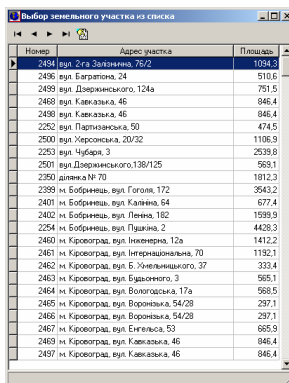 Выбор земельного участка из списка
Номер Адрес участка Площадь
2494 вул. 2-га Залізнична, 76/2 1094,3
2496 вул. Багратіона, 24 510,6
2499 вул. Дзержинського, 124а 751,5
2468 вул. Кавказька, 46 846,4
2498 вул. Кавказька, 46 846,4
2252 вул. Партизанська, 50 474,5
2500 вул. Херсонська, 20/32 1106,9
2253 вул. Чубаря, 3 2539,8
2501 вул.Дзержинського,138/125 569,1
2350 ділянка № 70 1812,3
2399 м. Бобринець, вул. Гоголя, 172 3543,2
2401 м. Бобринець, вул. Калініна, 64 677,4
2402 м. Бобринець, вул. Леніна, 182 1599,9
2254 м. Бобринець, вул. Пушкіна, 2 4428,3
2460 м. Кіровоград, вул. Інженерна, 12а 1412,2
2461 м. Кіровоград, вул. Інтернаціональна, 70 1192,1
2462 м. Кіровоград, вул. Б. Хмельницького, 37 333,4
2463 м. Кіровоград, вул. Будьонного, 3 565,1
2464 м. Кіровоград, вул. Вологодська, 17а 568,5
2465 м. Кіровоград, вул. Воронізька, 54/28 297,1
2466 м. Кіровоград, вул. Воронізька, 54/28 297,1
2467 м. Кіровоград, вул. Енгельса, 53 665,9
2469 м. Кіровоград, вул. Кавказька, 46 846,4
2497 м. Кіровоград, вул. Кавказька, 46 846,4